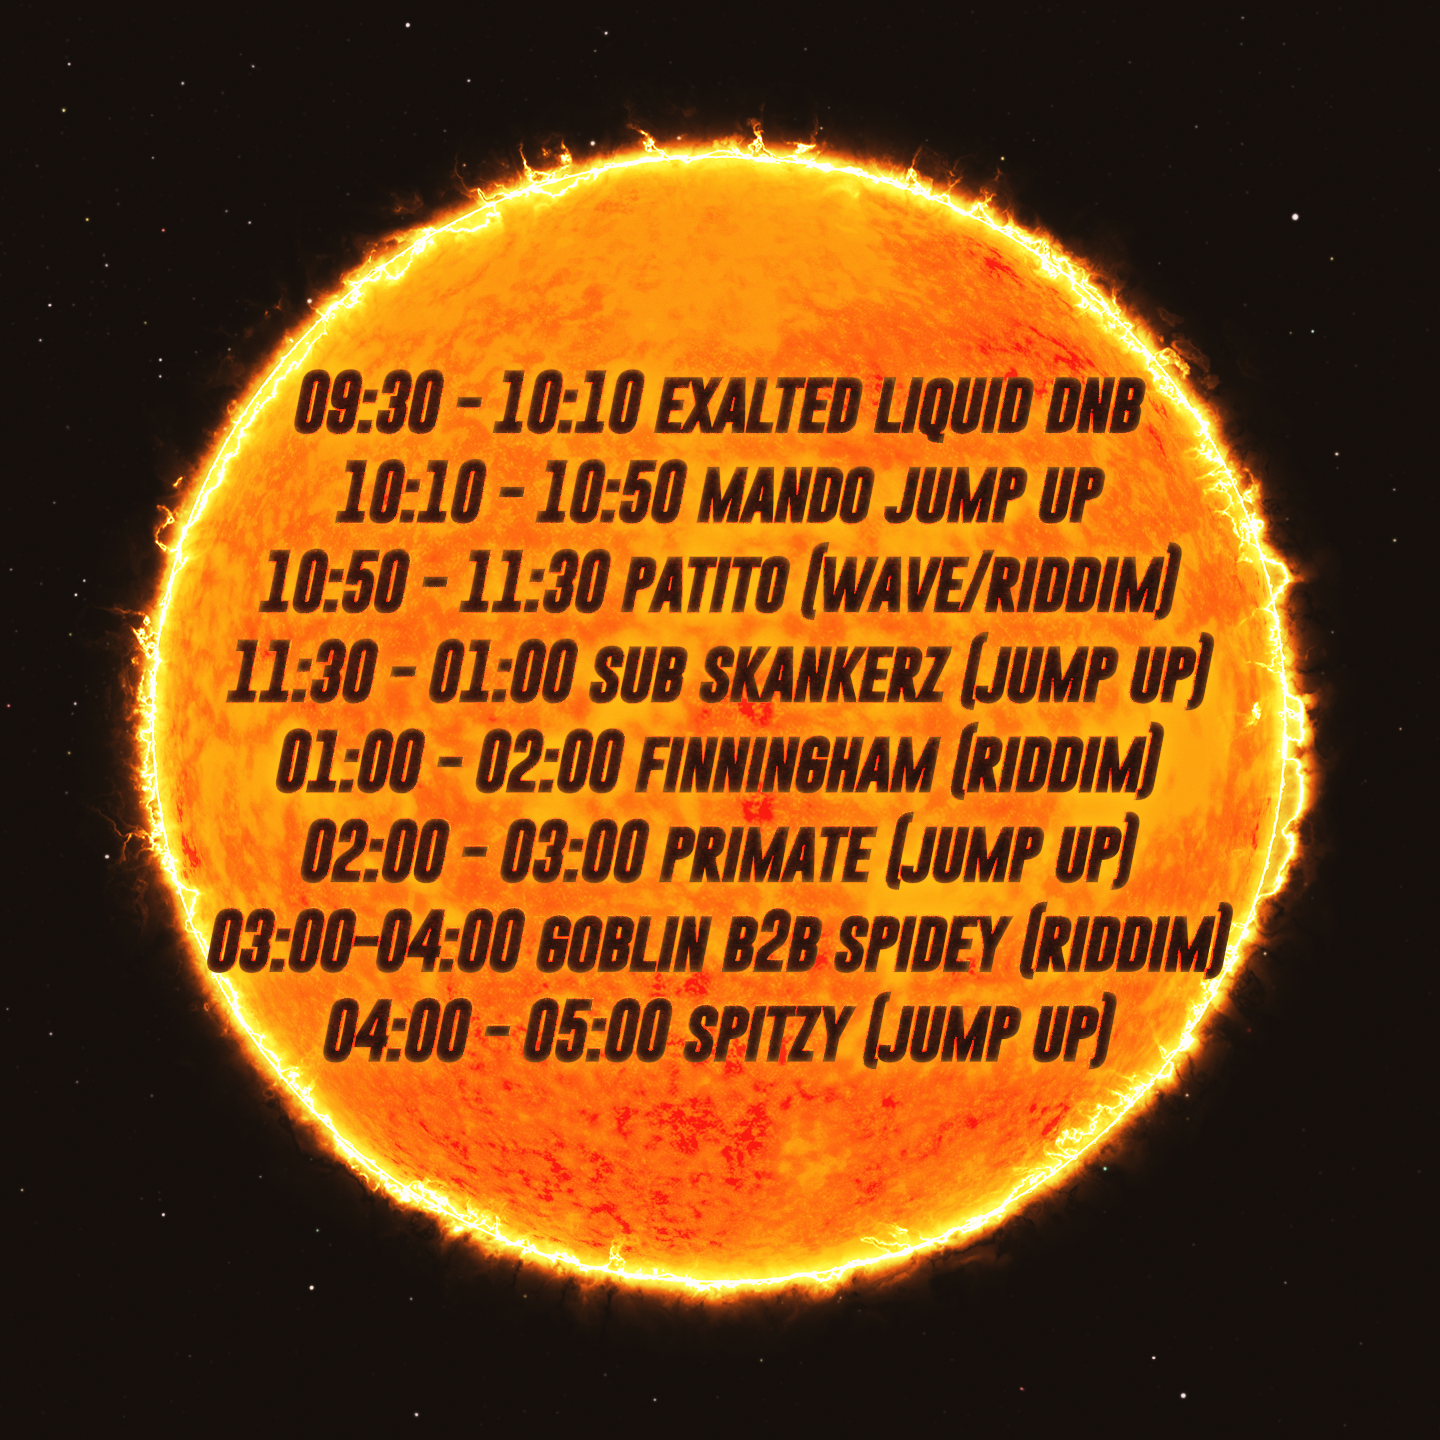 09:30 - 10:10 EXALTED LIQUID DNB
10:10 - 10:50 MANDO JUMP UP
10:50 - 11:30 PATITO (WAVE/RIDDIM)
11:30 - 01:00 SUB SKANKERZ (JUMP UP)
01:00 - 02:00 FINNINGHAM (RIDDIM)
02:00 - 03:00 PRIMATE (JUMP UP)
03:00-04:00 GOBLIN B2B SPIDEY (RIDDIM)
04:00 - 05:00 SPITZY (JUMP UP)